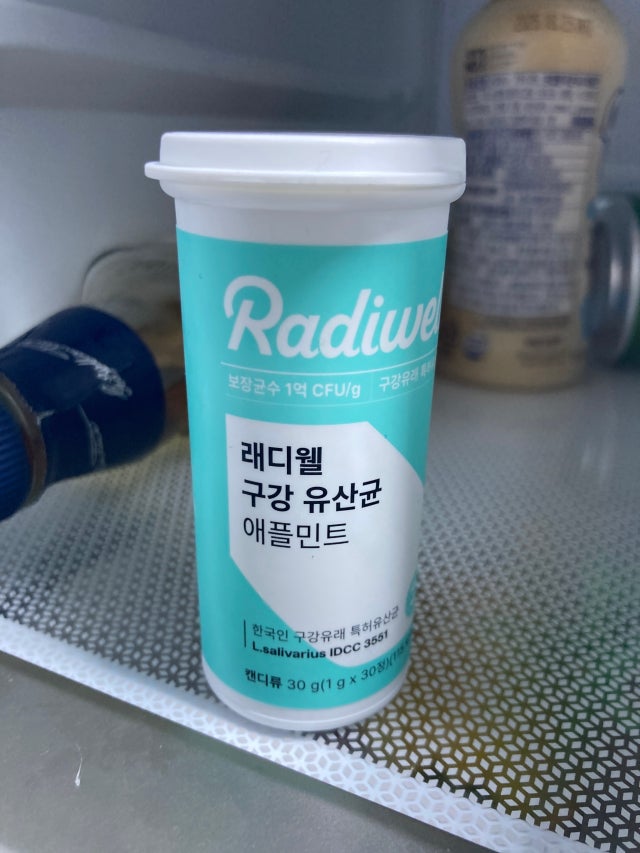 Radiwel
보장균수 1억 CFU/g 구강유래
래디웰
구강 유산균
애플민트
한국인 구강유래 특허유산균
L.salivarius IDCC 3551
캔디류 30 g(1 g x 30정)